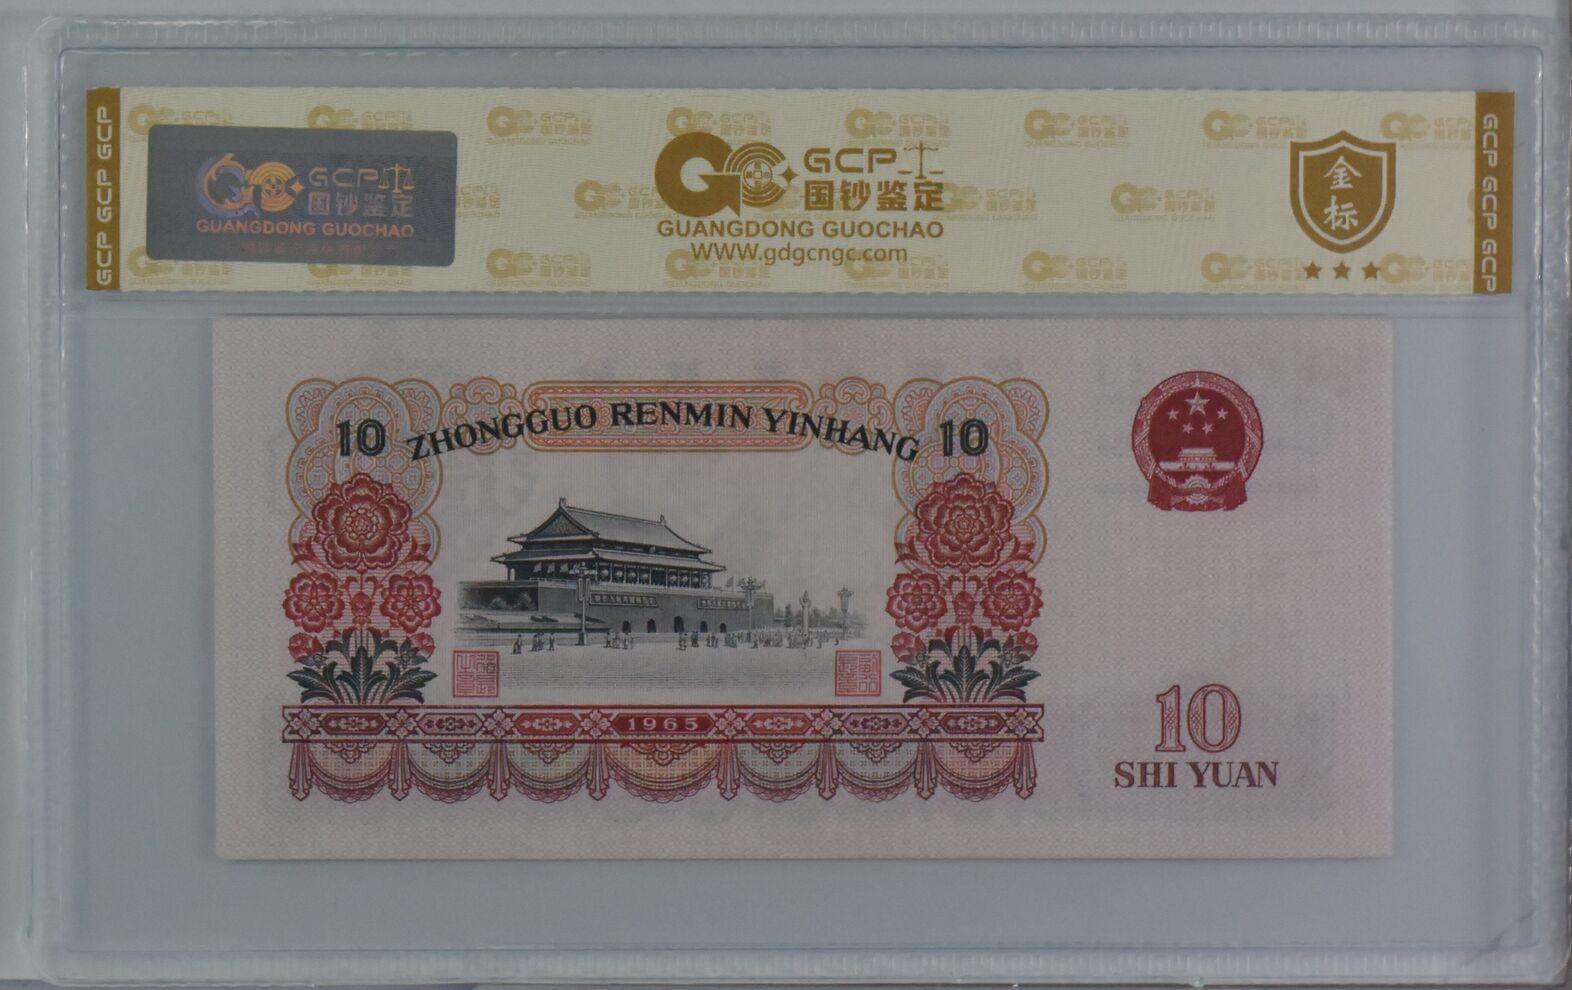 GCP GCP GCP
GCP 国钞鉴定
GUANGDONG GUOCHAO
GCP
国钞鉴定
GUANGDONG GUOCHAO
WWW.gdgcngc.com
金标
GCP GCP GCP
10 ZHONGGUO RENMIN YINHANG 10
1965
10
SHI YUAN